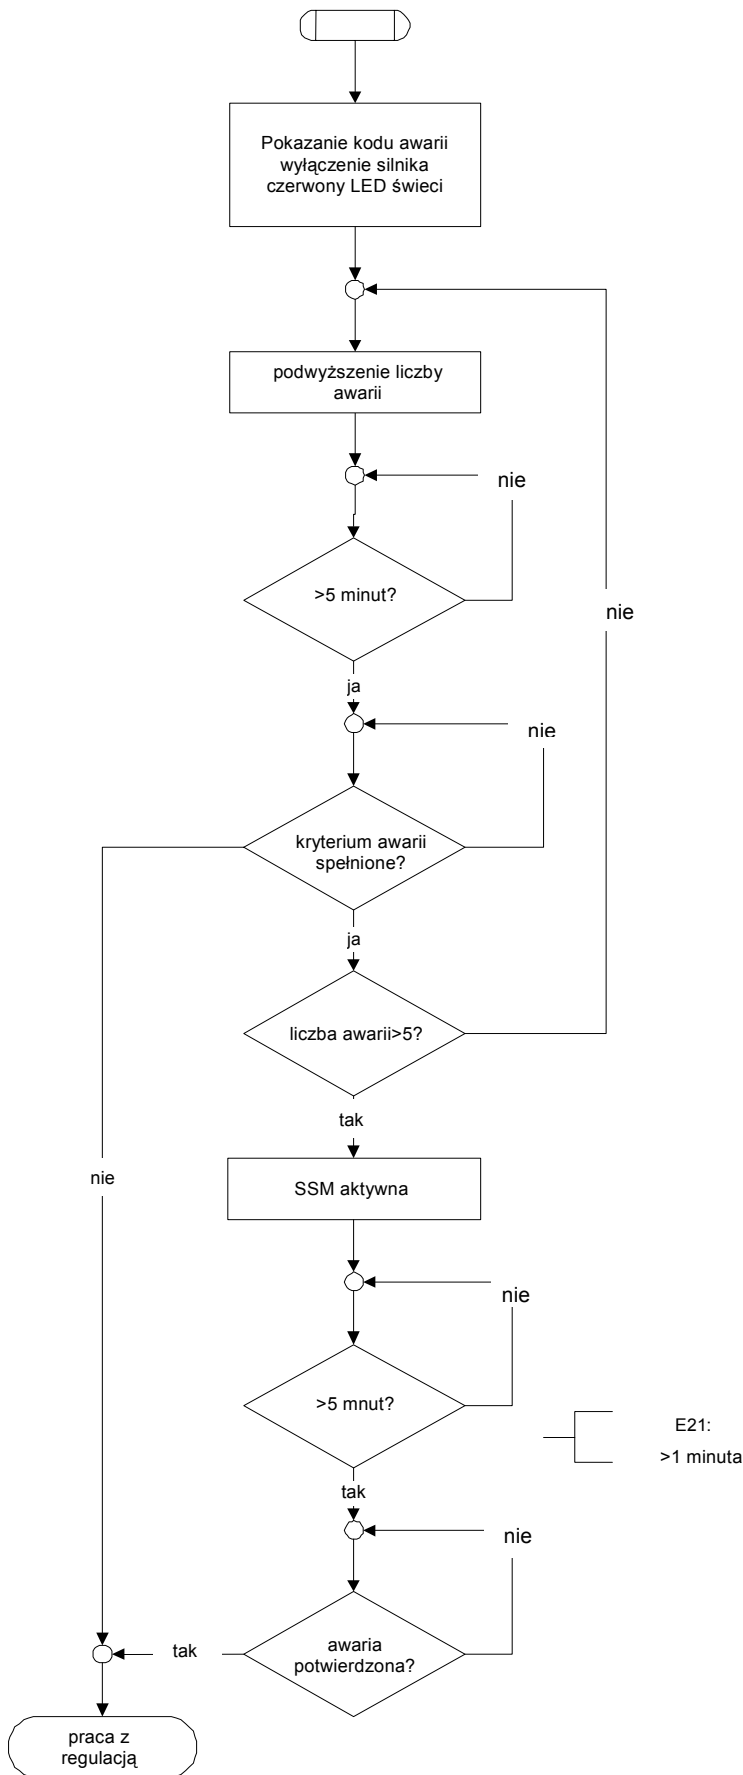 Pokazanie kodu awarii
wyłączenie silnika
czerwony LED świeci
podwyższenie liczby
awarii
nie
>5 minut?
nie
ja
nie
kryterium awarii
spełnione?
ja
liczba awarii>5?
tak
nie
SSM aktywna
nie
>5 mnut?
E21:
>1 minuta
tak
nie
tak
awaria
potwierdzona?
praca z
regulacją